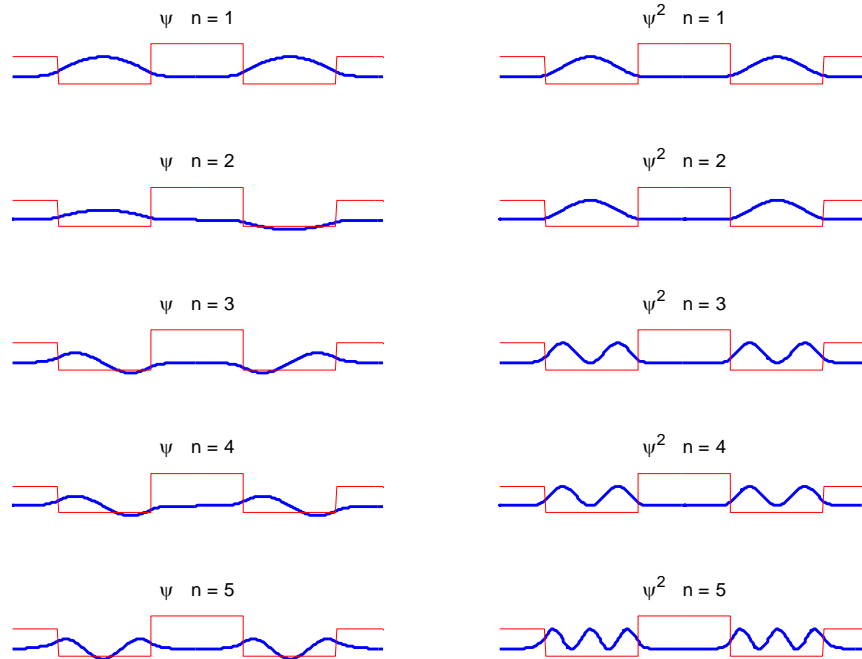 ψ n = 1
ψ² n = 1
ψ n = 2
ψ² n = 2
ψ n = 3
ψ² n = 3
ψ n = 4
ψ² n = 4
ψ n = 5
ψ² n = 5